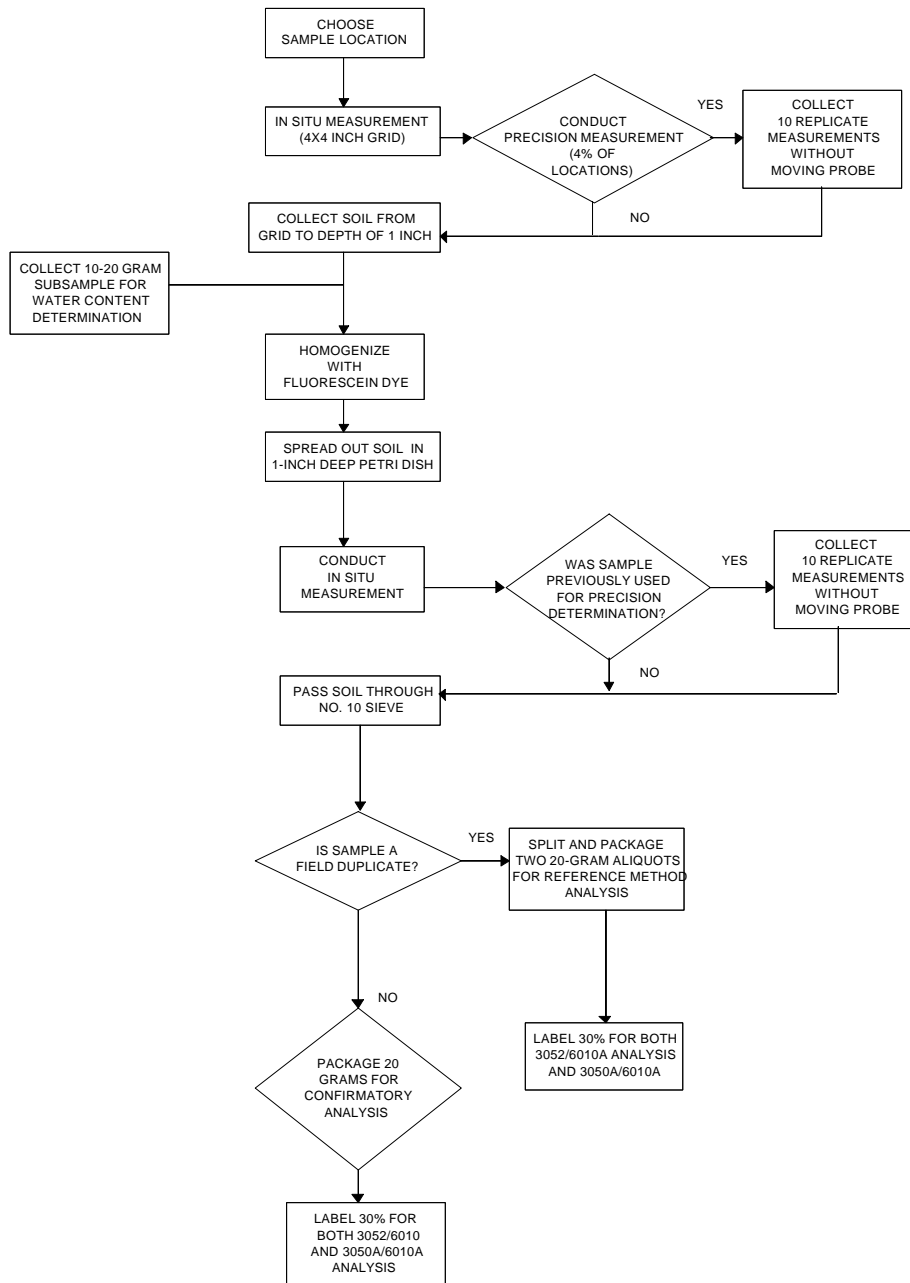 CHOOSE
SAMPLE LOCATION
IN SITU MEASUREMENT
(4X4 INCH GRID)
CONDUCT
PRECISION MEASUREMENT
(4% OF
LOCATIONS)
YES
COLLECT
10 REPLICATE
MEASUREMENTS
WITHOUT
MOVING PROBE
NO
COLLECT SOIL FROM
GRID TO DEPTH OF 1 INCH
COLLECT 10-20 GRAM
SUBSAMPLE FOR
WATER CONTENT
DETERMINATION
HOMOGENIZE
WITH
FLUORESCEIN DYE
SPREAD OUT SOIL IN
1-INCH DEEP PETRI DISH
CONDUCT
IN SITU
MEASUREMENT
WAS SAMPLE
PREVIOUSLY USED
FOR PRECISION
DETERMINATION?
YES
COLLECT
10 REPLICATE
MEASUREMENTS
WITHOUT
MOVING PROBE
NO
PASS SOIL THROUGH
NO. 10 SIEVE
IS SAMPLE A
FIELD DUPLICATE?
YES
SPLIT AND PACKAGE
TWO 20-GRAM ALIQUOTS
FOR REFERENCE METHOD
ANALYSIS
NO
LABEL 30% FOR BOTH
3052/6010A ANALYSIS
AND 3050A/6010A
PACKAGE 20
GRAMS FOR
CONFIRMATORY
ANALYSIS
LABEL 30% FOR
BOTH 3052/6010
AND 3050A/6010A
ANALYSIS